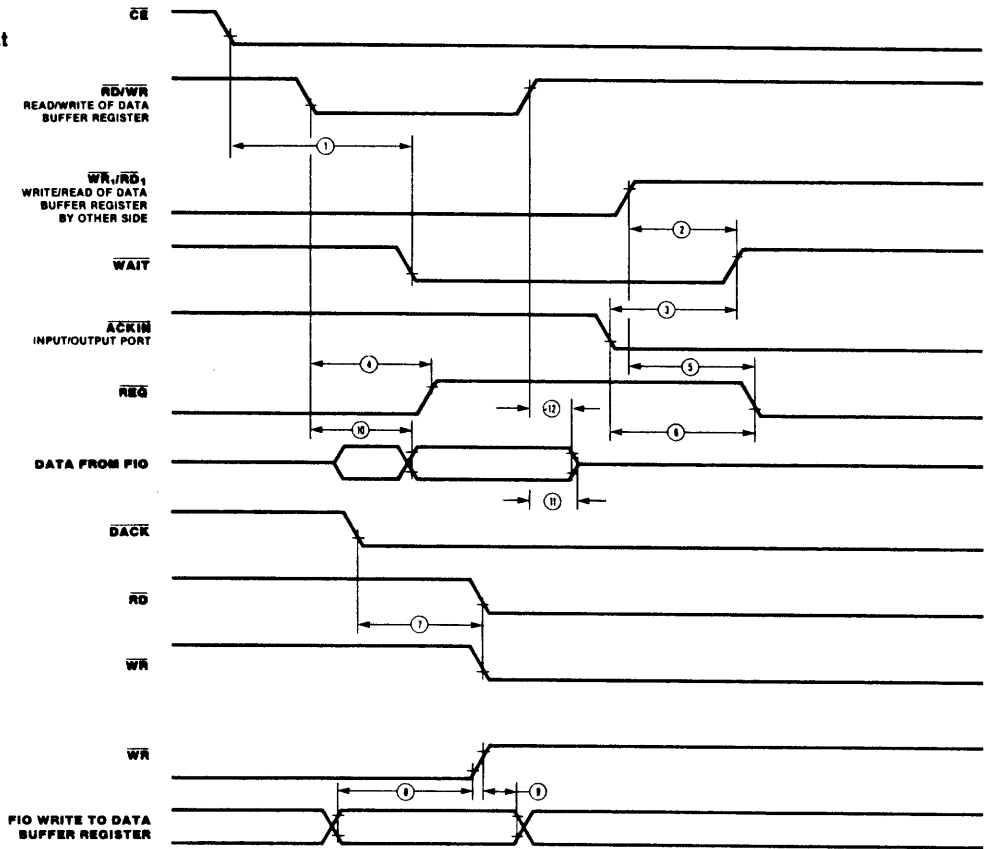 CE
t
RD/WR
READ/WRITE OF DATA
BUFFER REGISTER
1
WR1/RD1
WRITE/READ OF DATA
BUFFER REGISTER
BY OTHER SIDE
2
WAIT
3
ACKIN
INPUT/OUTPUT PORT
4
5
REQ
12
10
6
DATA FROM FIO
11
DACK
RD
7
WR
WR
8
9
FIO WRITE TO DATA
BUFFER REGISTER